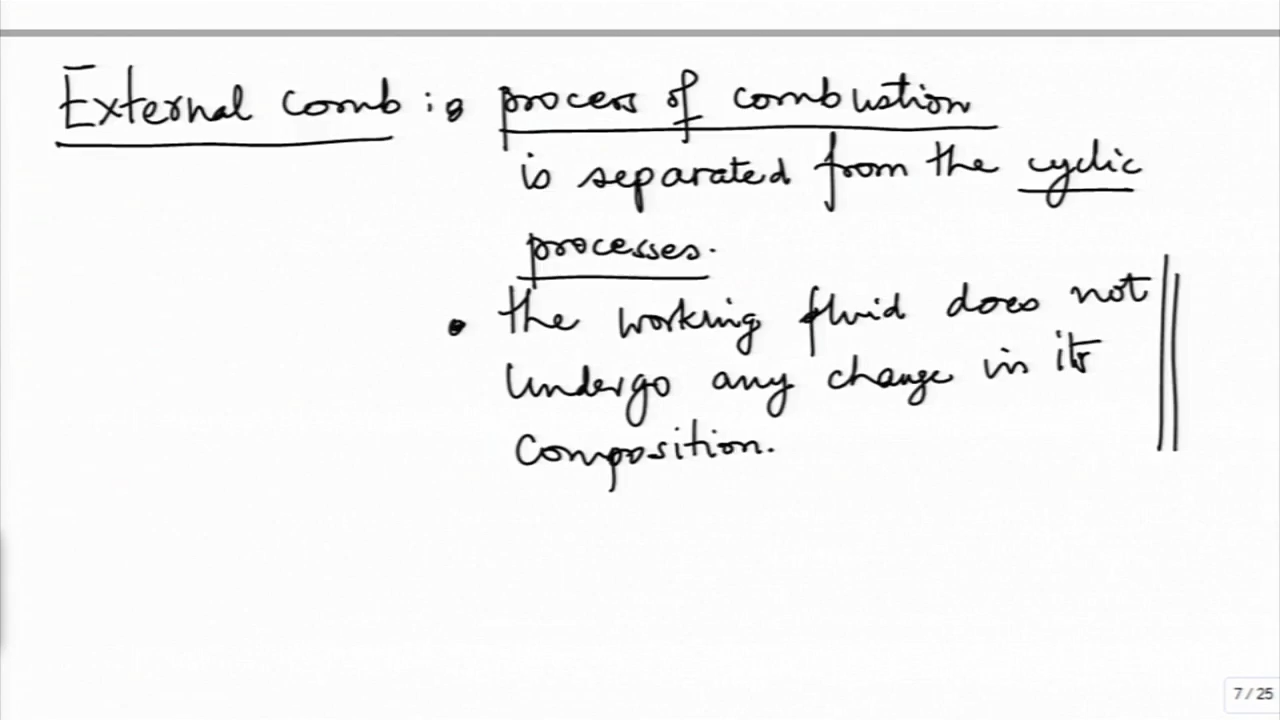 External comb : process of combustion
is separated from the cyclic
processes.
• the working fluid does not
undergo any change in its
composition.
7 / 25